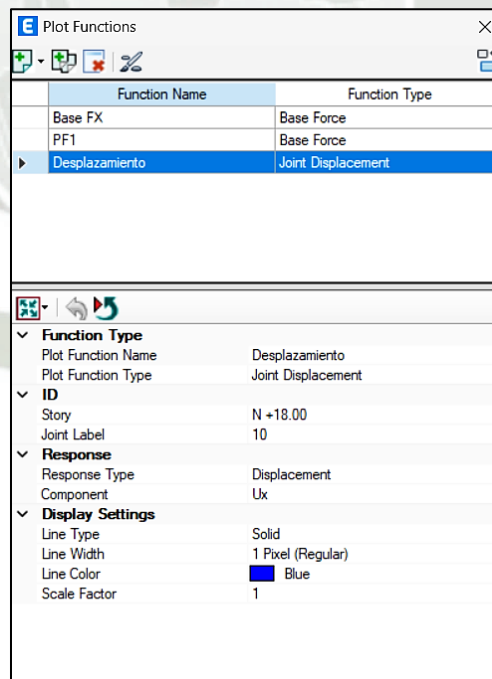 E Plot Functions
Function Name Function Type
Base FX Base Force
PF1 Base Force
Desplazamiento Joint Displacement
Function Type
Plot Function Name Desplazamiento
Plot Function Type Joint Displacement
ID
Story N +18.00
Joint Label 10
Response
Response Type Displacement
Component Ux
Display Settings
Line Type Solid
Line Width 1 Pixel (Regular)
Line Color Blue
Scale Factor 1